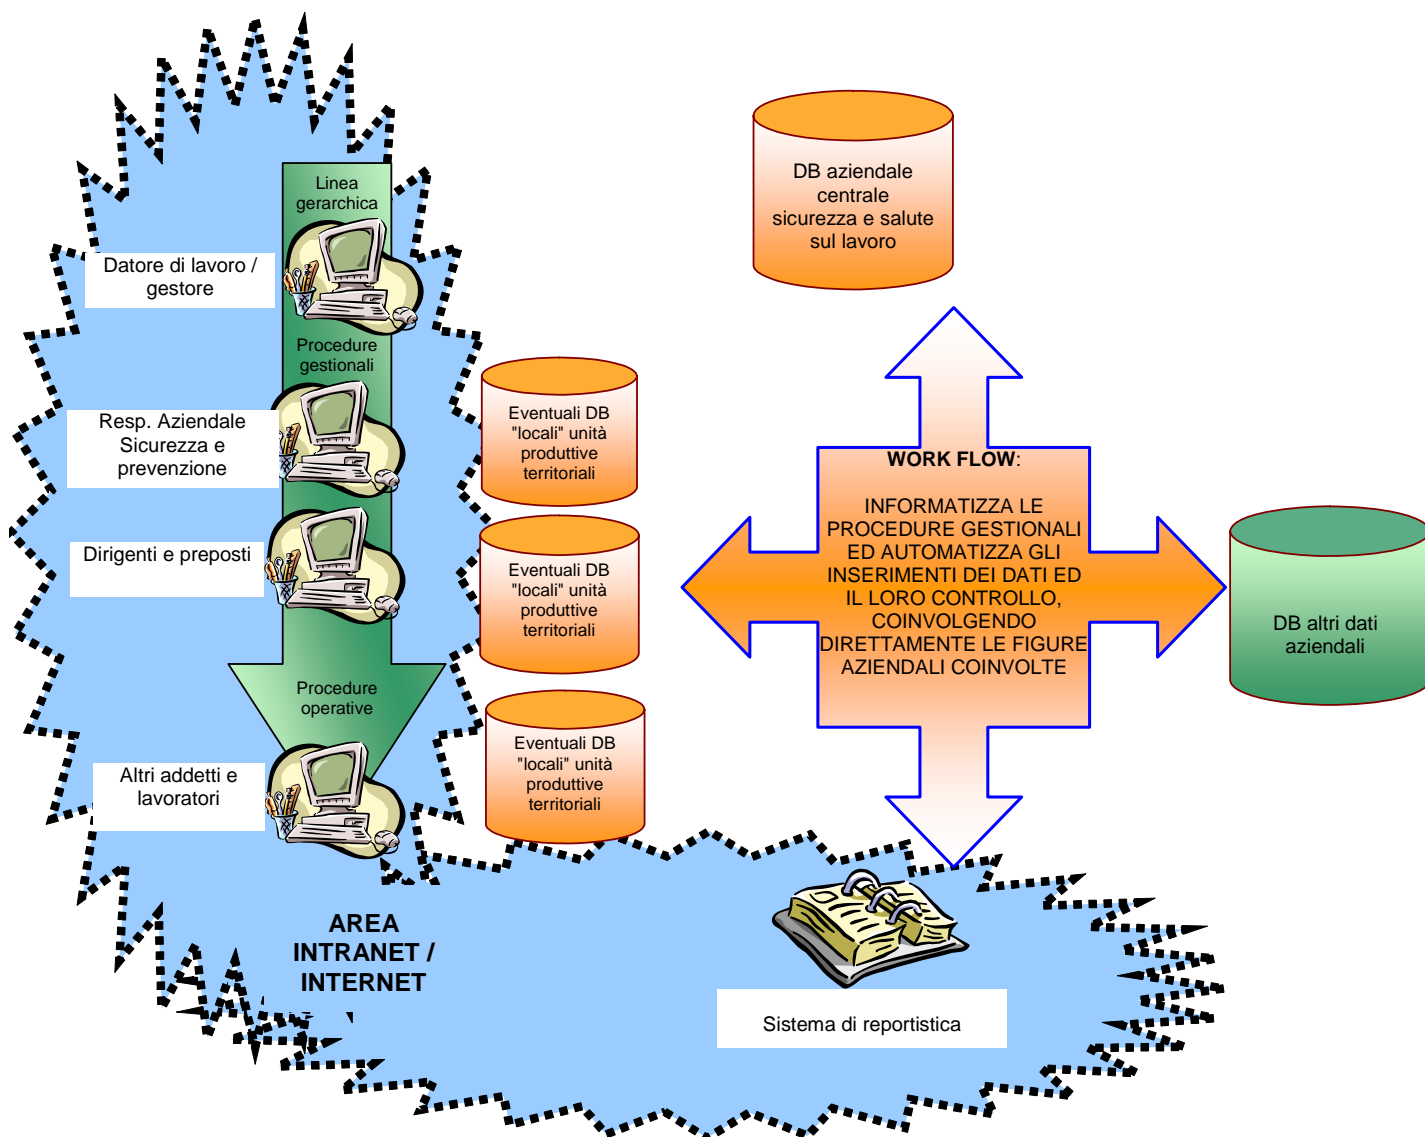 DB aziendale
centrale
sicurezza e salute
sul lavoro
Linea
gerarchica
Datore di lavoro /
gestore
Procedure
gestionali
Resp. Aziendale
Sicurezza e
prevenzione
Eventuali DB
"locali" unità
produttive
territoriali
Dirigenti e preposti
Eventuali DB
"locali" unità
produttive
territoriali
Procedure
operative
Altri addetti e
lavoratori
Eventuali DB
"locali" unità
produttive
territoriali
WORK FLOW:
INFORMATIZZA LE
PROCEDURE GESTIONALI
ED AUTOMATIZZA GLI
INSERIMENTI DEI DATI ED
IL LORO CONTROLLO,
COINVOLGENDO
DIRETTAMENTE LE FIGURE
AZIENDALI COINVOLTE
DB altri dati
aziendali
AREA
INTRANET /
INTERNET
Sistema di reportistica